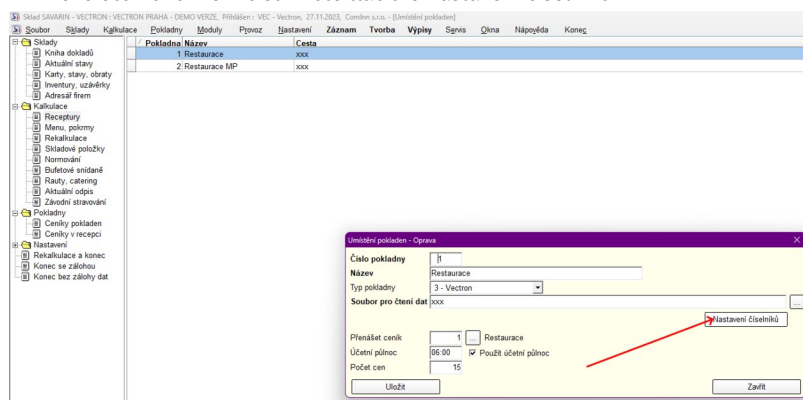 Sklad SAVARIN - VECTRON : VECTRON PRAHA - DEMO VERZE, Přihlášen : VEC - Vectron, 27.11.2023, ComInn s.r.o. - [Umístění pokladen]
Soubor Sklady Kalkulace Pokladny Moduly Provoz Nastavení Záznam Tvorba Výpisy Servis Okna Nápověda Konec
Sklady
Kniha dokladů
Aktuální stavy
Karty, stavy, obraty
Inventury, uzávěrky
Adresář firem
Kalkulace
Receptury
Menu, pokrmy
Rekalkulace
Skladové položky
Normování
Bufetové snídaně
Rauty, catering
Aktuální odpis
Závodní stravování
Pokladny
Ceníky pokladen
Ceníky v recepci
Nastavení
Rekalkulace a konec
Konec se zálohou
Konec bez zálohy dat
Pokladna Název Cesta
1 Restaurace xxx
2 Restaurace MP xxx
Umístění pokladen - Oprava
Číslo pokladny 1
Název Restaurace
Typ pokladny 3 - Vectron
Soubor pro čtení dat xxx ...
Nastavení číselníků
Přenášet ceník 1 ... Restaurace
Účetní půlnoc 06:00 Použít účetní půlnoc
Počet cen 15
Uložit Zavřít